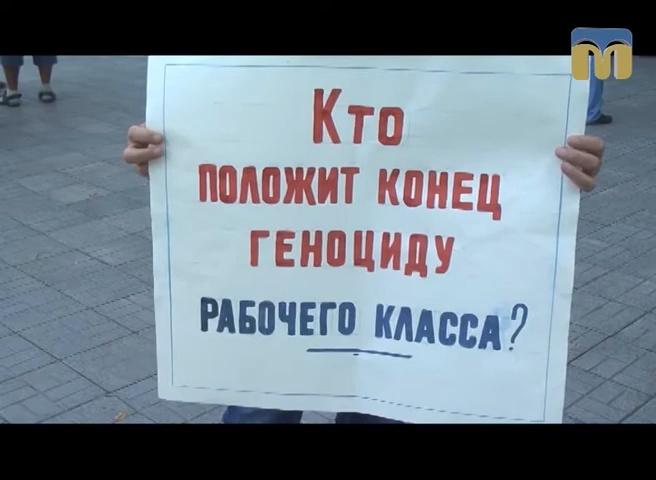 Кто
положит конец
геноциду
рабочего класса?